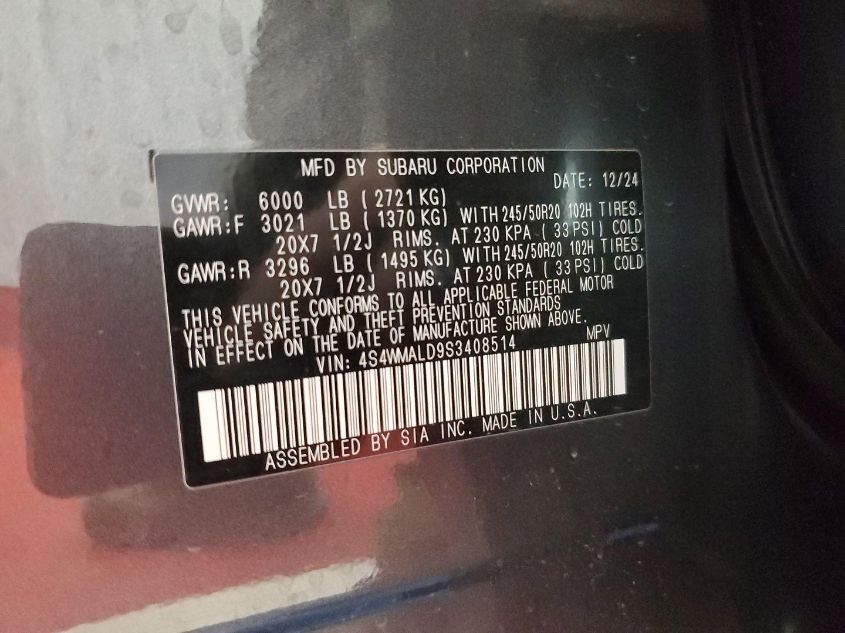 MFD BY SUBARU CORPORATION
DATE: 12/24
GVWR: 6000 LB ( 2721 KG)
GAWR:F 3021 LB ( 1370 KG) WITH 245/50R20 102H TIRES.
20X7 1/2J RIMS. AT 230 KPA ( 33 PSI) COLD
GAWR:R 3296 LB ( 1495 KG) WITH 245/50R20 102H TIRES.
20X7 1/2J RIMS. AT 230 KPA ( 33 PSI) COLD
THIS VEHICLE CONFORMS TO ALL APPLICABLE FEDERAL MOTOR
VEHICLE SAFETY AND THEFT PREVENTION STANDARDS
IN EFFECT ON THE DATE OF MANUFACTURE SHOWN ABOVE.
VIN: 4S4WMALD9S3408514 MPV
ASSEMBLED BY SIA INC. MADE IN U.S.A.